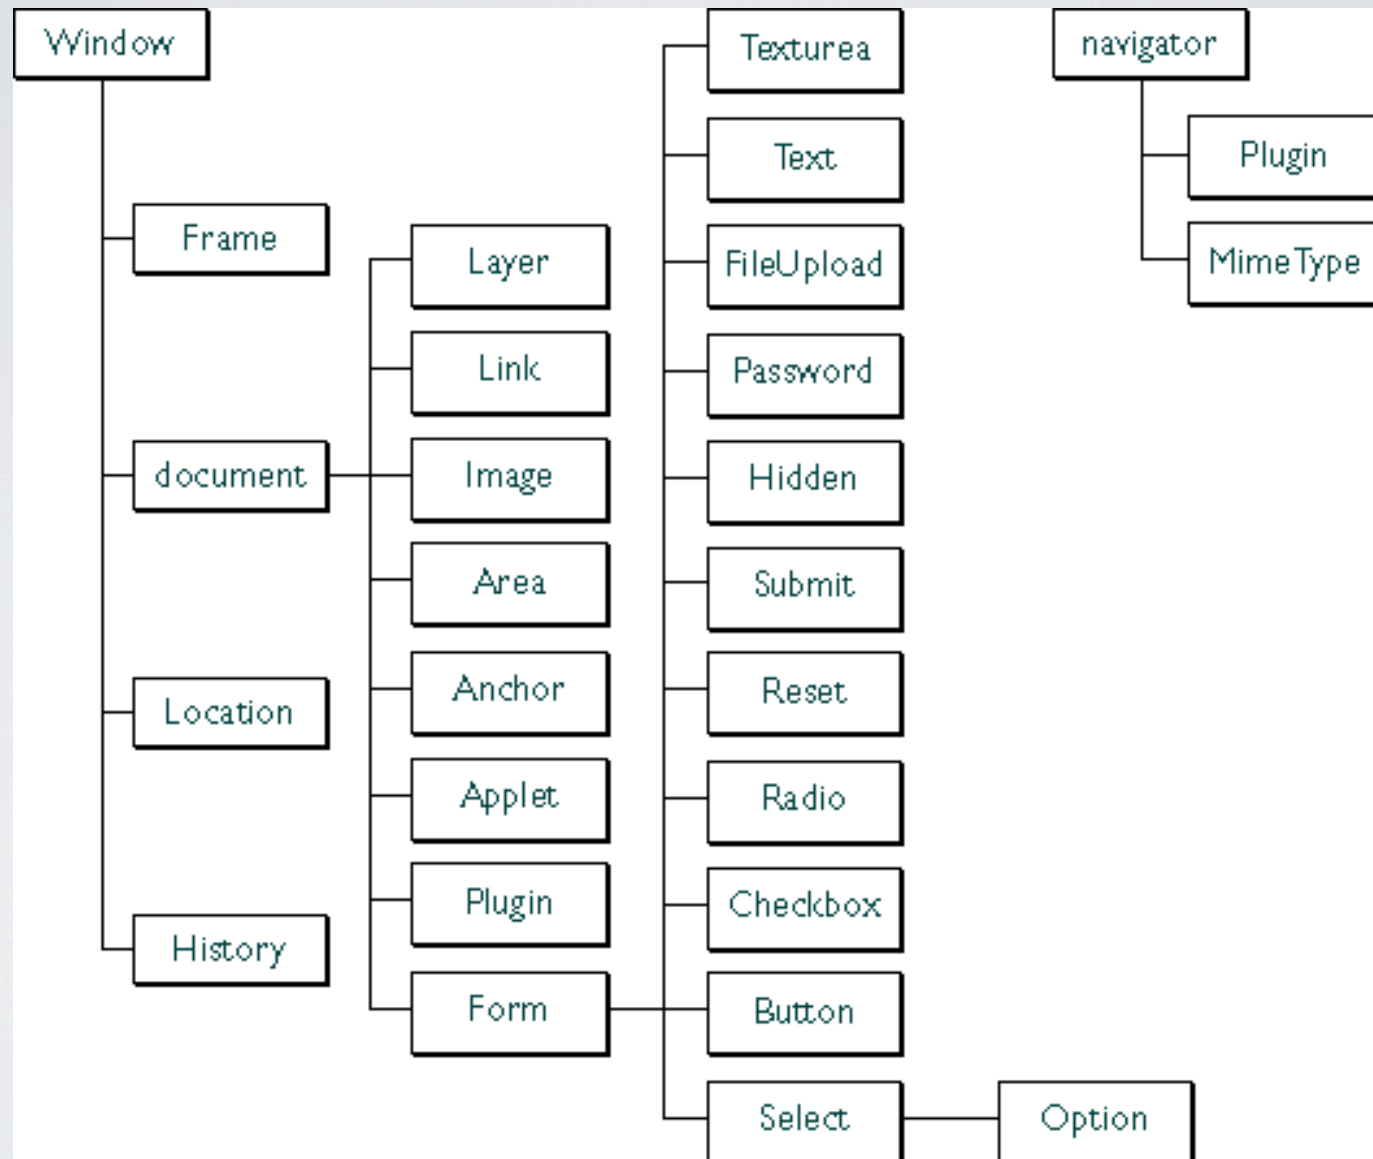 Window
Frame
document
Location
History
Layer
Link
Image
Area
Anchor
Applet
Plugin
Form
Texturea
Text
FileUpload
Password
Hidden
Submit
Reset
Radio
Checkbox
Button
Select
Option
navigator
Plugin
MimeType